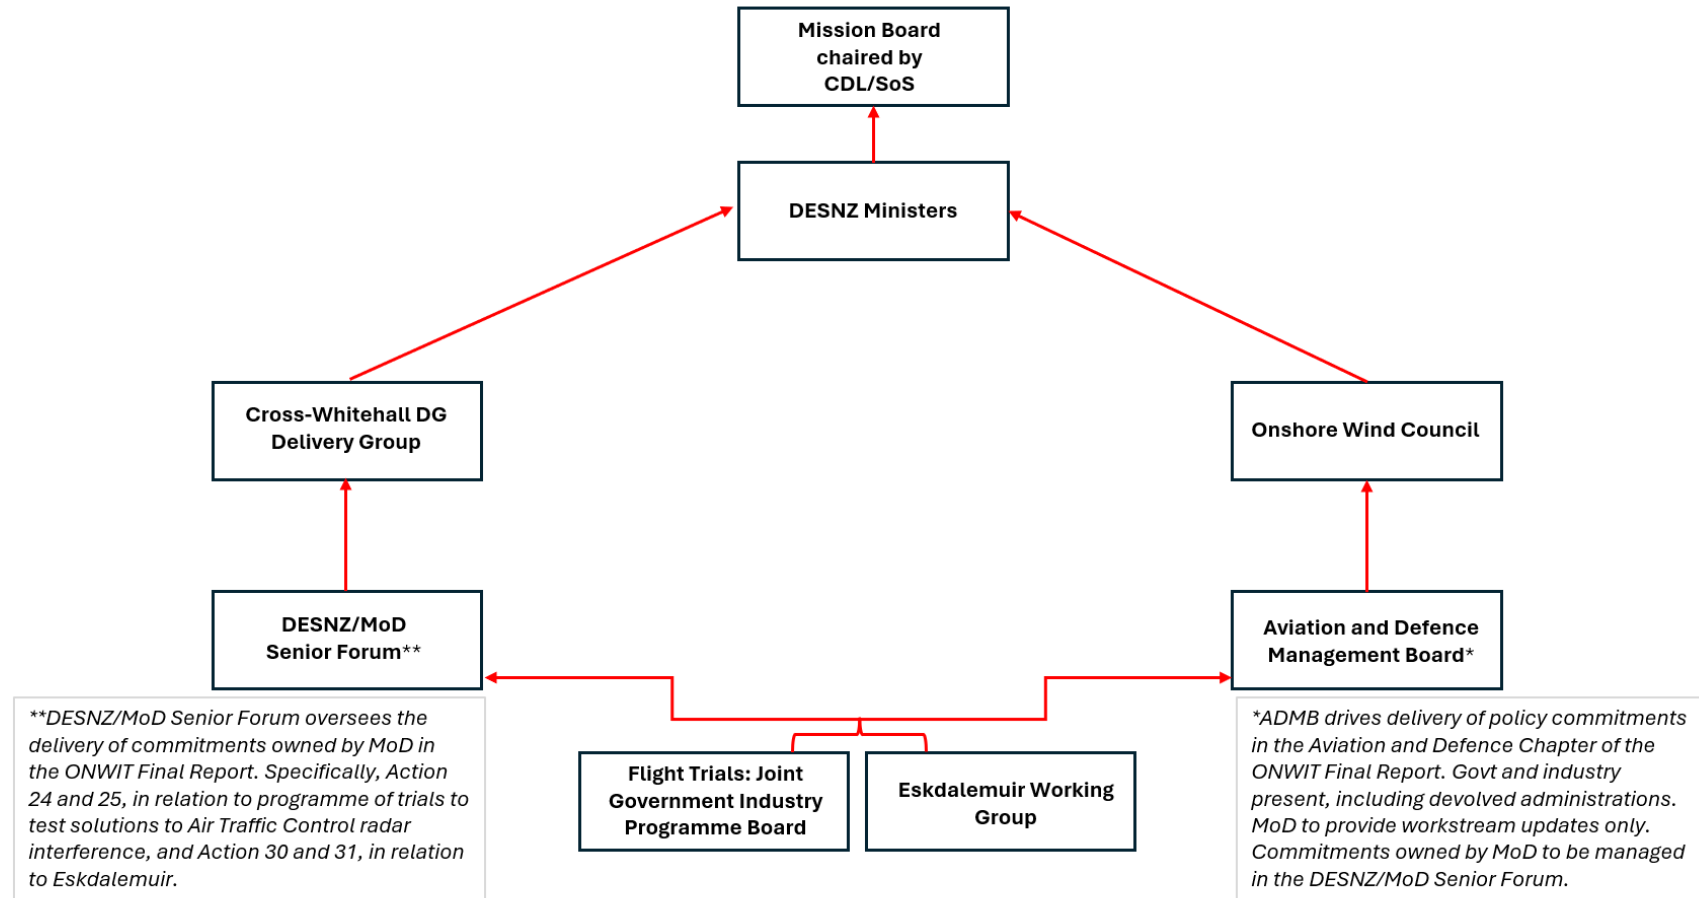 Mission Board
chaired by
CDL/SoS
DESNZ Ministers
Cross-Whitehall DG
Delivery Group
Onshore Wind Council
DESNZ/MoD
Senior Forum**
Aviation and Defence
Management Board*
**DESNZ/MoD Senior Forum oversees the
delivery of commitments owned by MoD in
the ONWIT Final Report. Specifically, Action
24 and 25, in relation to programme of trials to
test solutions to Air Traffic Control radar
interference, and Action 30 and 31, in relation
to Eskdalemuir.
Flight Trials: Joint
Government Industry
Programme Board
Eskdalemuir Working
Group
*ADMB drives delivery of policy commitments
in the Aviation and Defence Chapter of the
ONWIT Final Report. Govt and industry
present, including devolved administrations.
MoD to provide workstream updates only.
Commitments owned by MoD to be managed
in the DESNZ/MoD Senior Forum.